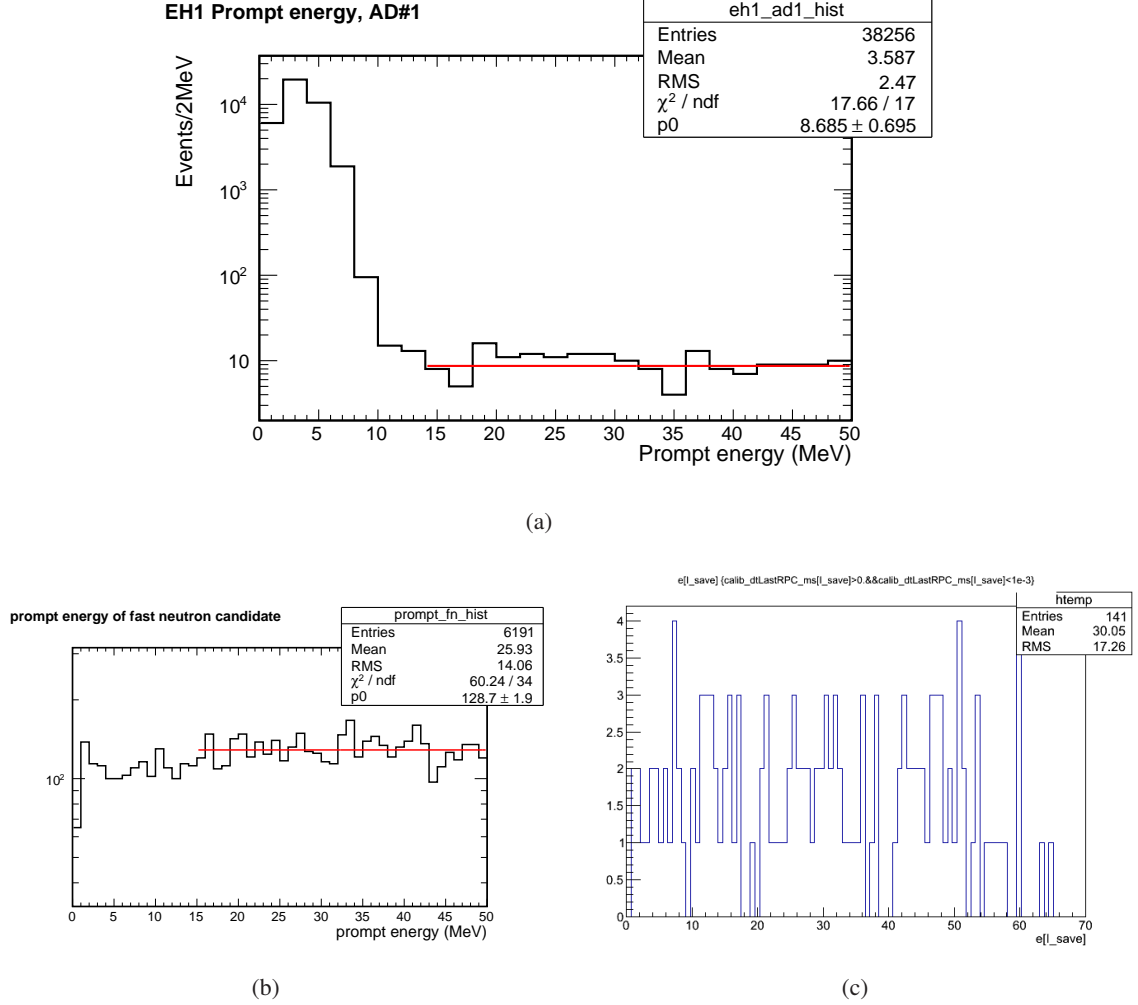 EH1 Prompt energy, AD#1
eh1_ad1_hist
Entries 38256
Mean 3.587
RMS 2.47
χ² / ndf 17.66 / 17
p0 8.685 ± 0.695
Events/2MeV
10⁴
10³
10²
10
0 5 10 15 20 25 30 35 40 45 50
Prompt energy (MeV)
(a)
prompt energy of fast neutron candidate
prompt_fn_hist
Entries 6191
Mean 25.93
RMS 14.06
χ² / ndf 60.24 / 34
p0 128.7 ± 1.9
10²
0 5 10 15 20 25 30 35 40 45 50
prompt energy (MeV)
(b)
e[I_save] {calib_dtLastRPC_ms[I_save]>0.&&calib_dtLastRPC_ms[I_save]<1e-3}
htemp
Entries 141
Mean 30.05
RMS 17.26
4
3.5
3
2.5
2
1.5
1
0.5
0
0 10 20 30 40 50 60 70
e[I_save]
(c)